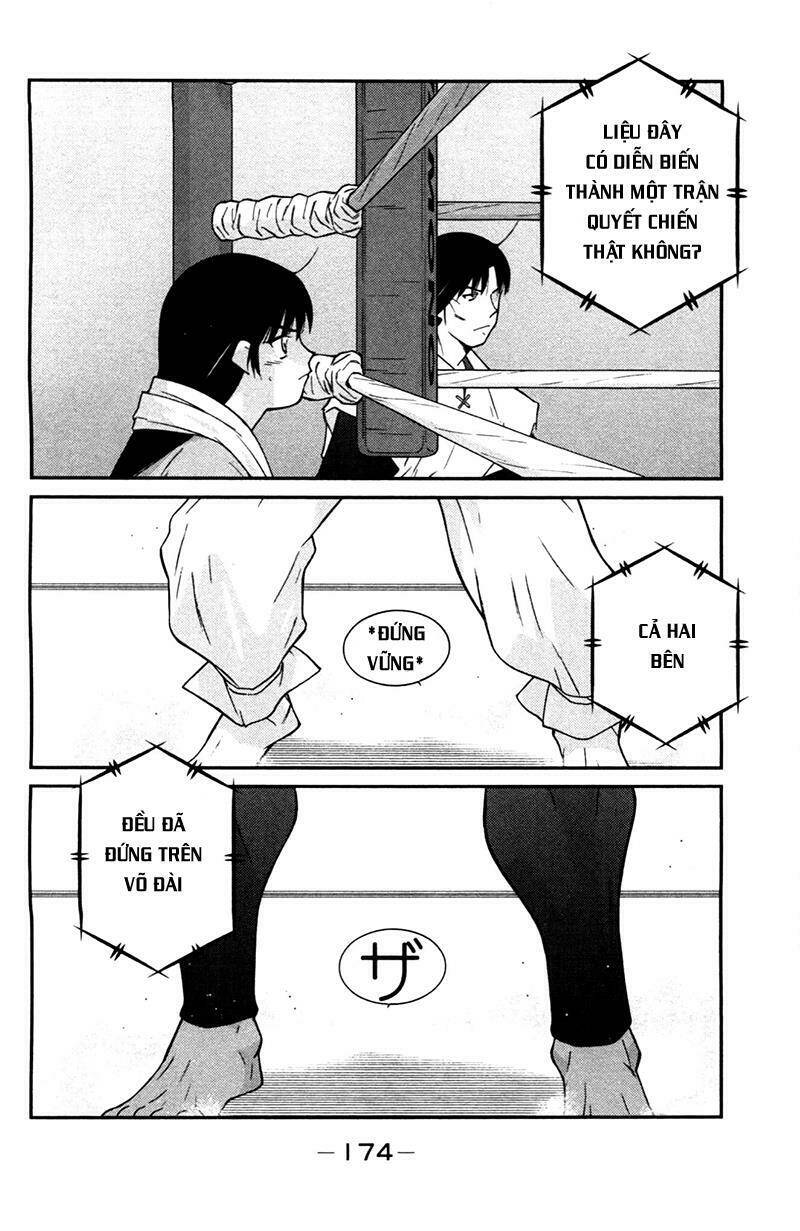 LIỆU ĐÂY
CÓ DIỄN BIẾN
THÀNH MỘT TRẬN
QUYẾT CHIẾN
THẬT KHÔNG?
CẢ HAI
BÊN
*ĐỨNG
VỮNG*
ĐỀU ĐÃ
ĐỨNG TRÊN
VÕ ĐÀI
ザ
－174－